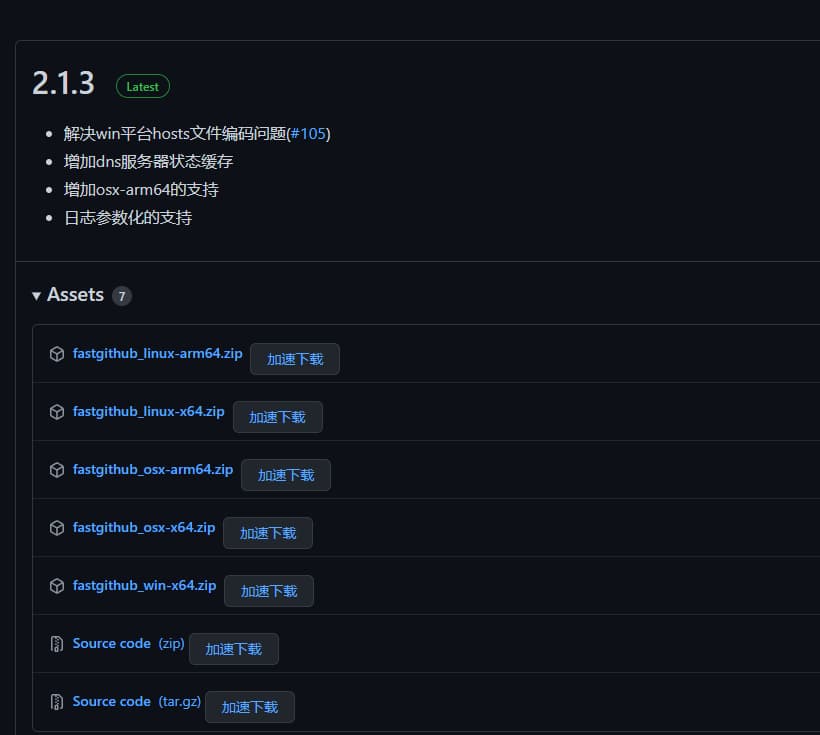 2.1.3 Latest
解决win平台hosts文件编码问题(#105)
增加dns服务器状态缓存
增加osx-arm64的支持
日志参数化的支持
Assets 7
fastgithub_linux-arm64.zip 加速下载
fastgithub_linux-x64.zip 加速下载
fastgithub_osx-arm64.zip 加速下载
fastgithub_osx-x64.zip 加速下载
fastgithub_win-x64.zip 加速下载
Source code (zip) 加速下载
Source code (tar.gz) 加速下载